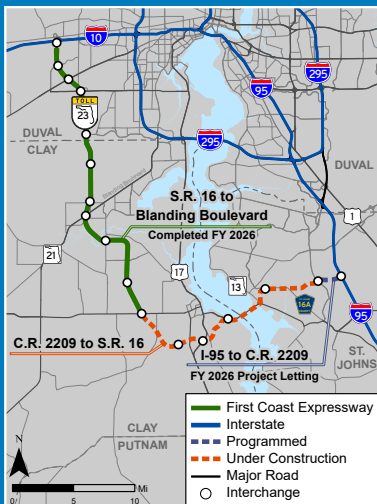 10
295
95
TOLL
23
DUVAL
CLAY
295
DUVAL
Blanding Boulevard
S.R. 16 to
Blanding Boulevard
Completed FY 2026
1
21
17
13
16A
95
C.R. 2209 to S.R. 16
I-95 to C.R. 2209
FY 2026 Project Letting
ST.
JOHNS
CLAY
PUTNAM
N
0 5 10 Mi
First Coast Expressway
Interstate
Programmed
Under Construction
Major Road
Interchange